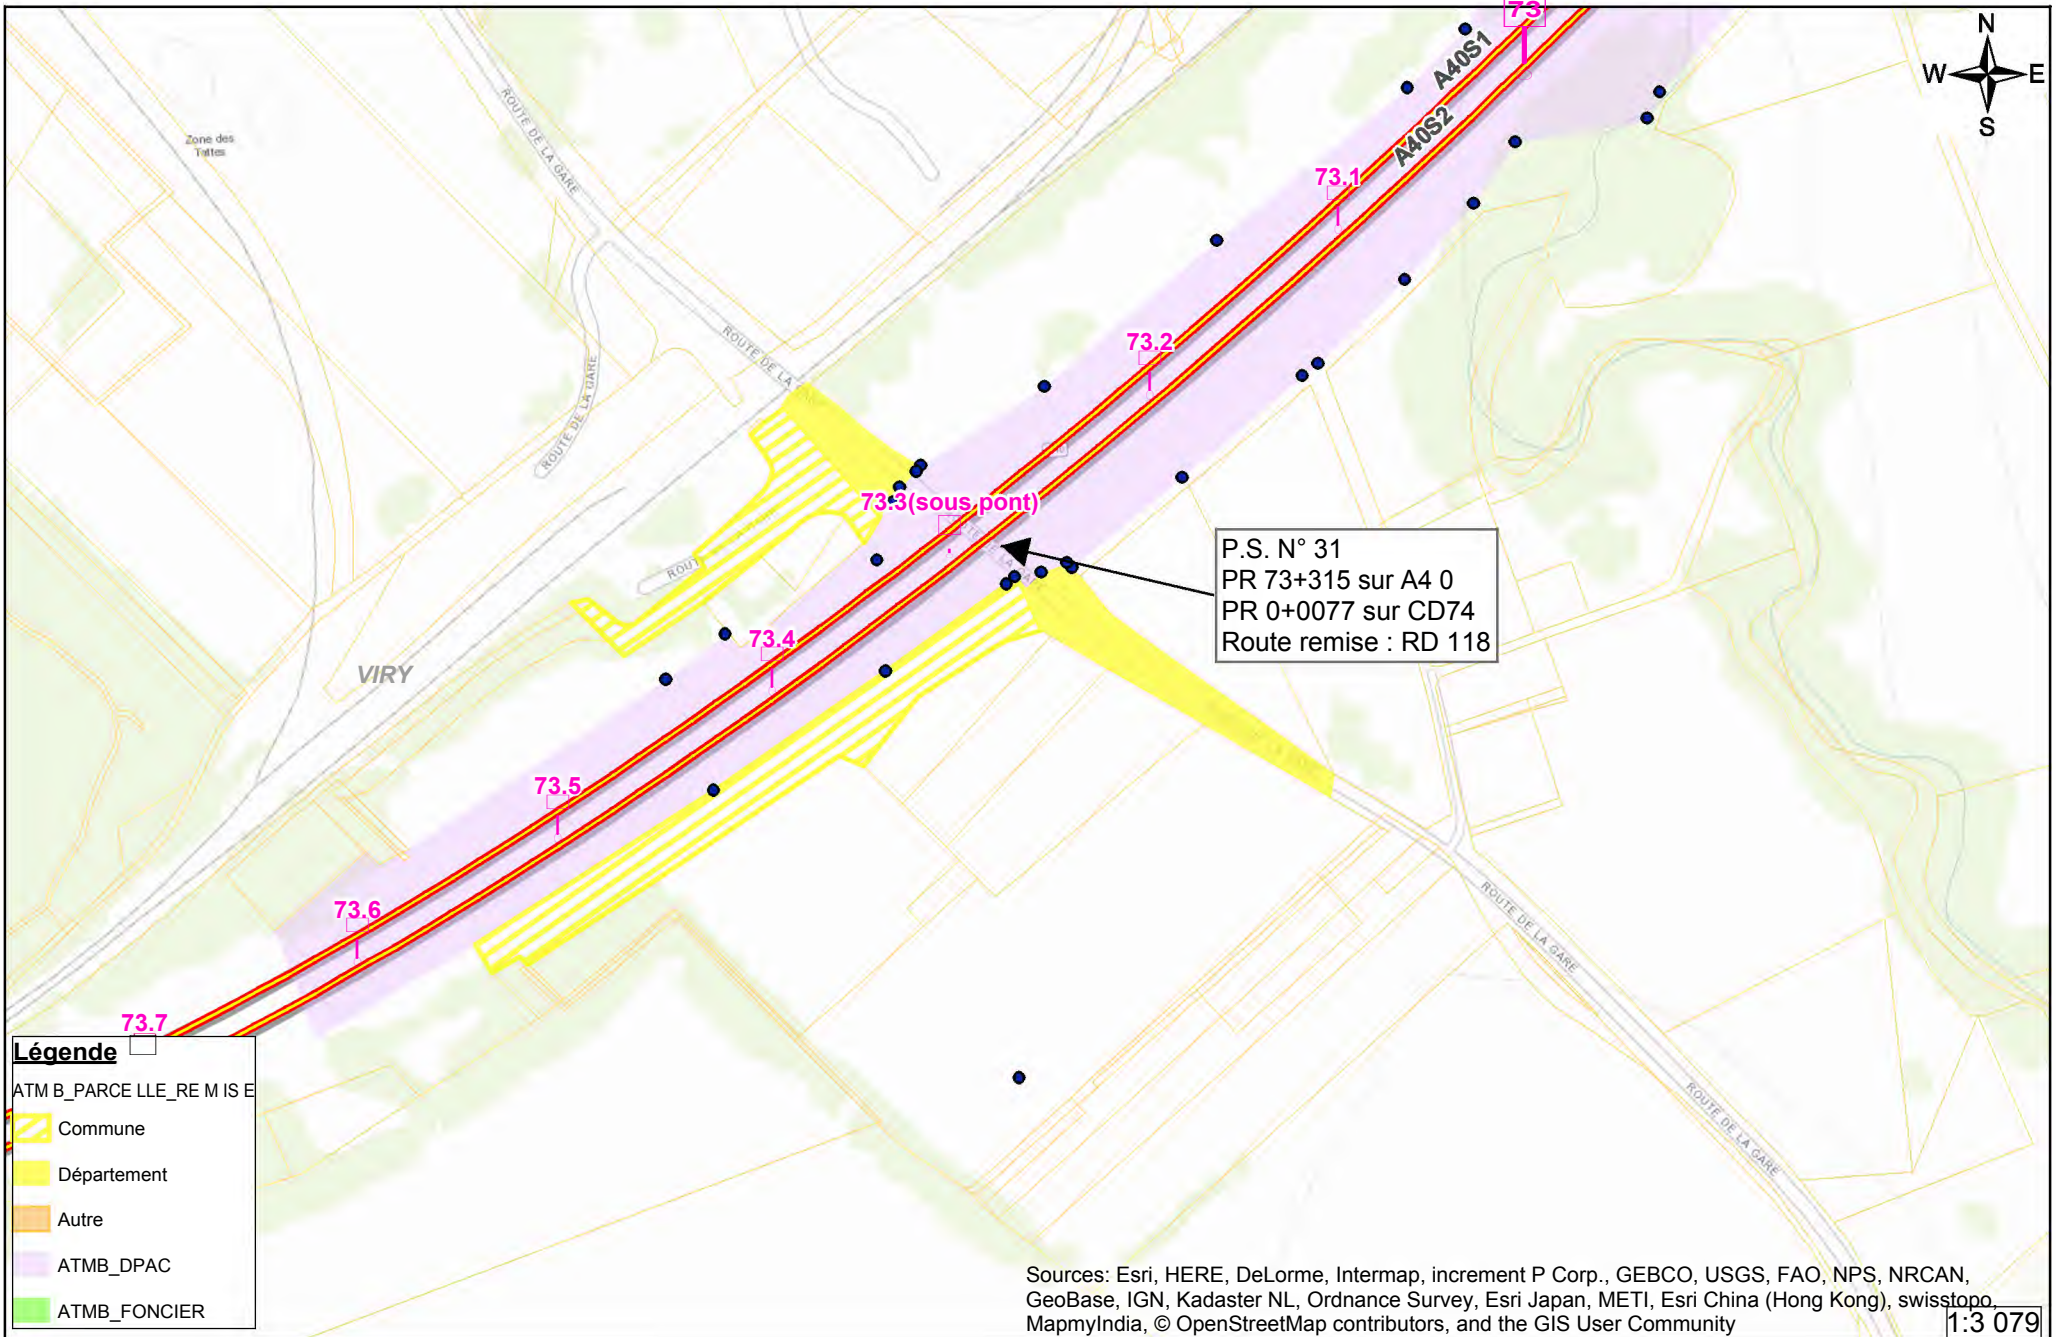 73
N
W E
S
A40S1
A40S2
ROUTE DE LA GARE
Zone des
Tattes
73.1
ROUTE DE LA GARE
73.2
ROUTE DE LA GARE
73.3(sous pont)
P.S. N° 31
PR 73+315 sur A4 0
PR 0+0077 sur CD74
Route remise : RD 118
73.4
VIRY
73.5
73.6
ROUTE DE LA GARE
73.7
ROUTE DE LA GARE
Légende
ATM B_PARCE LLE_RE M IS E
Commune
Département
Autre
ATMB_DPAC
ATMB_FONCIER
Sources: Esri, HERE, DeLorme, Intermap, increment P Corp., GEBCO, USGS, FAO, NPS, NRCAN,
GeoBase, IGN, Kadaster NL, Ordnance Survey, Esri Japan, METI, Esri China (Hong Kong), swisstopo,
MapmyIndia, © OpenStreetMap contributors, and the GIS User Community
1:3 079